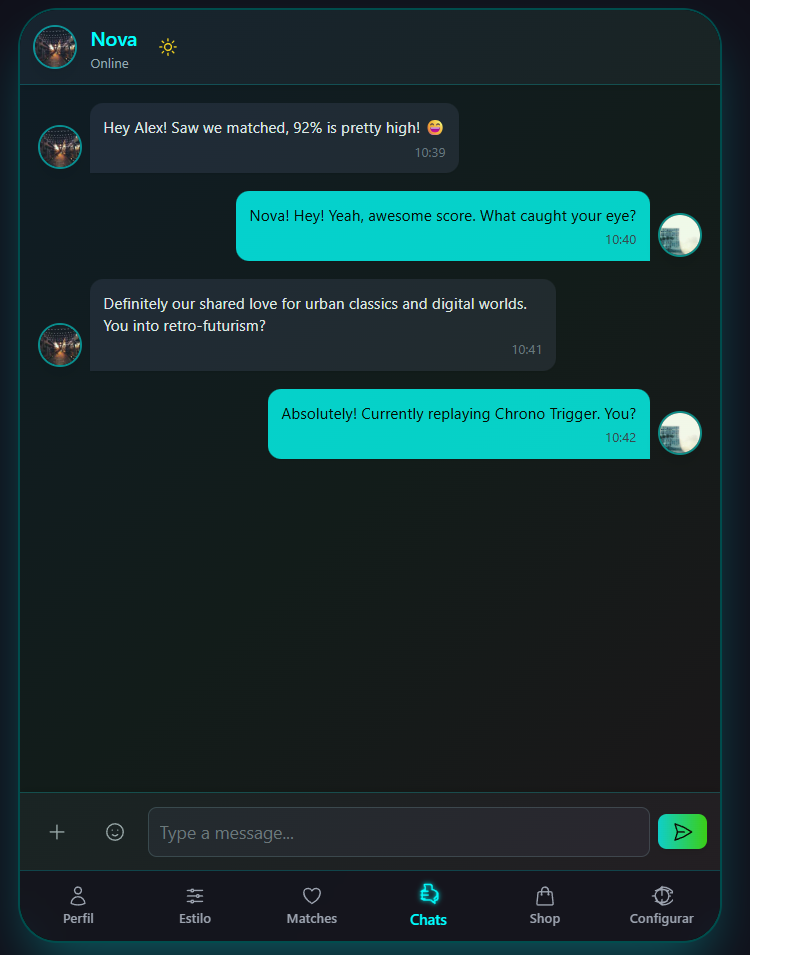 Nova
Online
Hey Alex! Saw we matched, 92% is pretty high! 😄
10:39
Nova! Hey! Yeah, awesome score. What caught your eye?
10:40
Definitely our shared love for urban classics and digital worlds.
You into retro-futurism?
10:41
Absolutely! Currently replaying Chrono Trigger. You?
10:42
Type a message...
Perfil
Estilo
Matches
Chats
Shop
Configurar